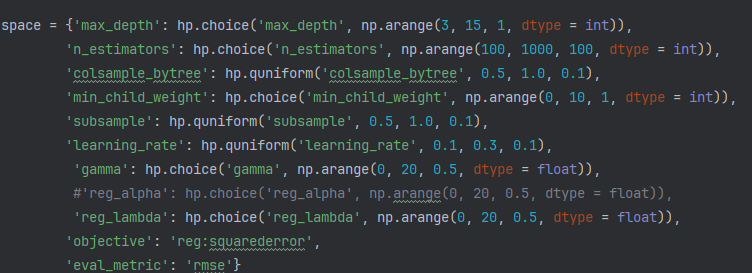 space = {'max_depth': hp.choice('max_depth', np.arange(3, 15, 1, dtype = int)),
'n_estimators': hp.choice('n_estimators', np.arange(100, 1000, 100, dtype = int)),
'colsample_bytree': hp.quniform('colsample_bytree', 0.5, 1.0, 0.1),
'min_child_weight': hp.choice('min_child_weight', np.arange(0, 10, 1, dtype = int)),
'subsample': hp.quniform('subsample', 0.5, 1.0, 0.1),
'learning_rate': hp.quniform('learning_rate', 0.1, 0.3, 0.1),
'gamma': hp.choice('gamma', np.arange(0, 20, 0.5, dtype = float)),
#'reg_alpha': hp.choice('reg_alpha', np.arange(0, 20, 0.5, dtype = float)),
'reg_lambda': hp.choice('reg_lambda', np.arange(0, 20, 0.5, dtype = float)),
'objective': 'reg:squarederror',
'eval_metric': 'rmse'}